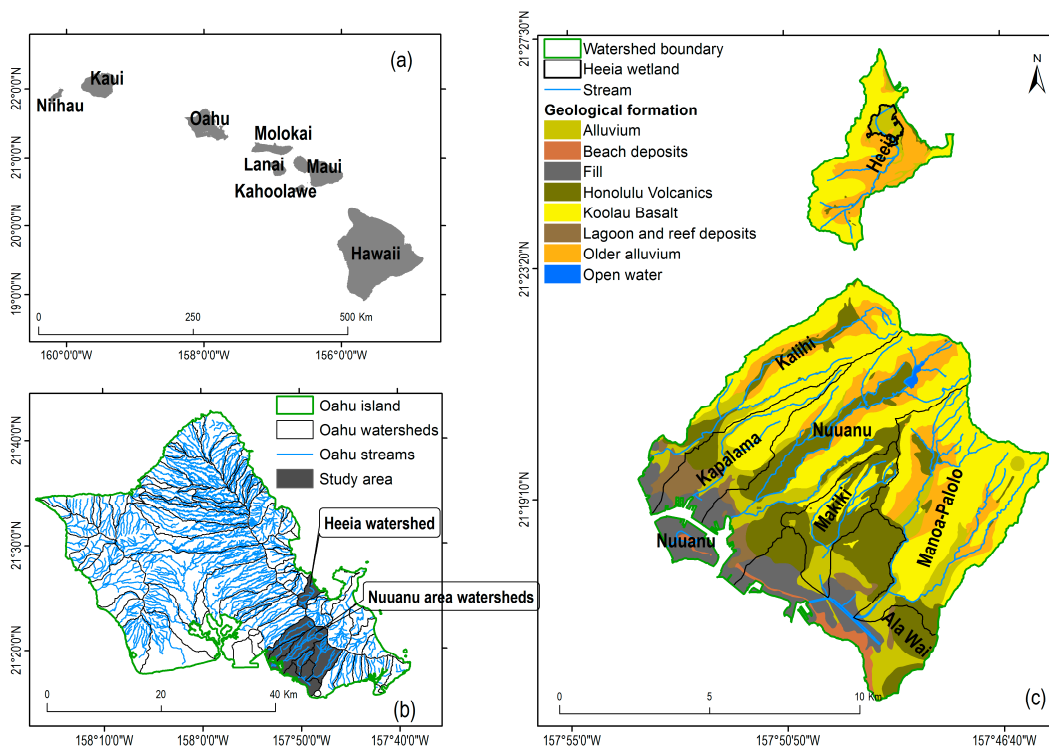 (a)
Kaui
Niihau
Oahu
Molokai
Lanai
Maui
Kahoolawe
Hawaii
22°0'0"N
21°0'0"N
20°0'0"N
19°0'0"N
0 250 500 Km
160°0'0"W 158°0'0"W 156°0'0"W
Oahu island
Oahu watersheds
Oahu streams
Study area
Heeia watershed
Nuuanu area watersheds
21°40'0"N
21°30'0"N
21°20'0"N
0 20 40 Km
(b)
158°10'0"W 158°0'0"W 157°50'0"W 157°40'0"W
Watershed boundary
Heeia wetland
Stream
Geological formation
Alluvium
Beach deposits
Fill
Honolulu Volcanics
Koolau Basalt
Lagoon and reef deposits
Older alluvium
Open water
N
Heeia
Kalihi
Kapalama
Nuuanu
Makiki
Manoa-Palolo
Nuuanu
Ala Wai
21°27'30"N
21°23'20"N
21°19'10"N
0 5 10 Km
(c)
157°55'0"W 157°50'50"W 157°46'40"W